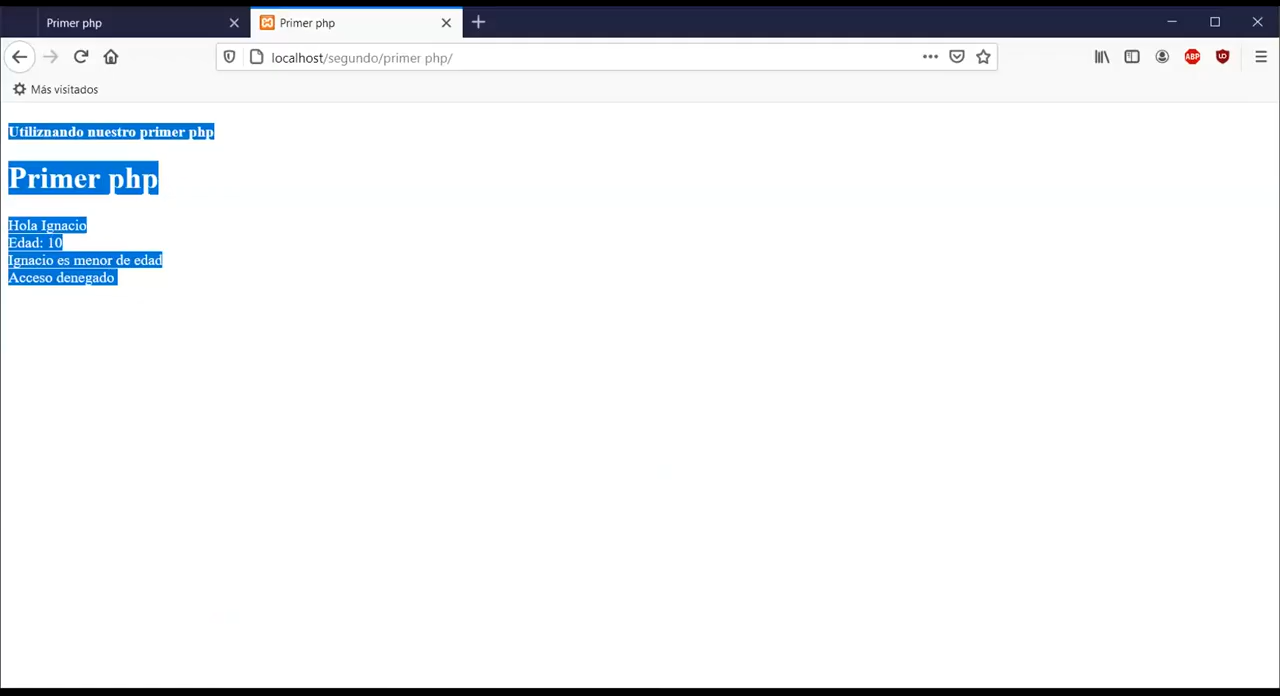 Primer php
Primer php
localhost/segundo/primer php/
ABP
Más visitados
Utiliznando nuestro primer php
Primer php
Hola Ignacio
Edad: 10
Ignacio es menor de edad
Acceso denegado